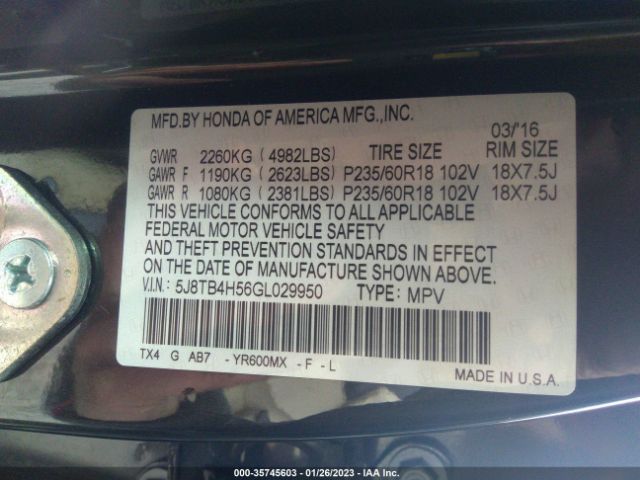 MFD.BY HONDA OF AMERICA MFG.,INC.
03/'16
GVWR 2260KG (4982LBS) TIRE SIZE RIM SIZE
GAWR F 1190KG (2623LBS) P235/60R18 102V 18X7.5J
GAWR R 1080KG (2381LBS) P235/60R18 102V 18X7.5J
THIS VEHICLE CONFORMS TO ALL APPLICABLE
FEDERAL MOTOR VEHICLE SAFETY
AND THEFT PREVENTION STANDARDS IN EFFECT
ON THE DATE OF MANUFACTURE SHOWN ABOVE.
V.I.N: 5J8TB4H56GL029950 TYPE: MPV
TX4 G AB7 - YR600MX - F - L
MADE IN U.S.A.
000-35745603 - 01/26/2023 - IAA Inc.